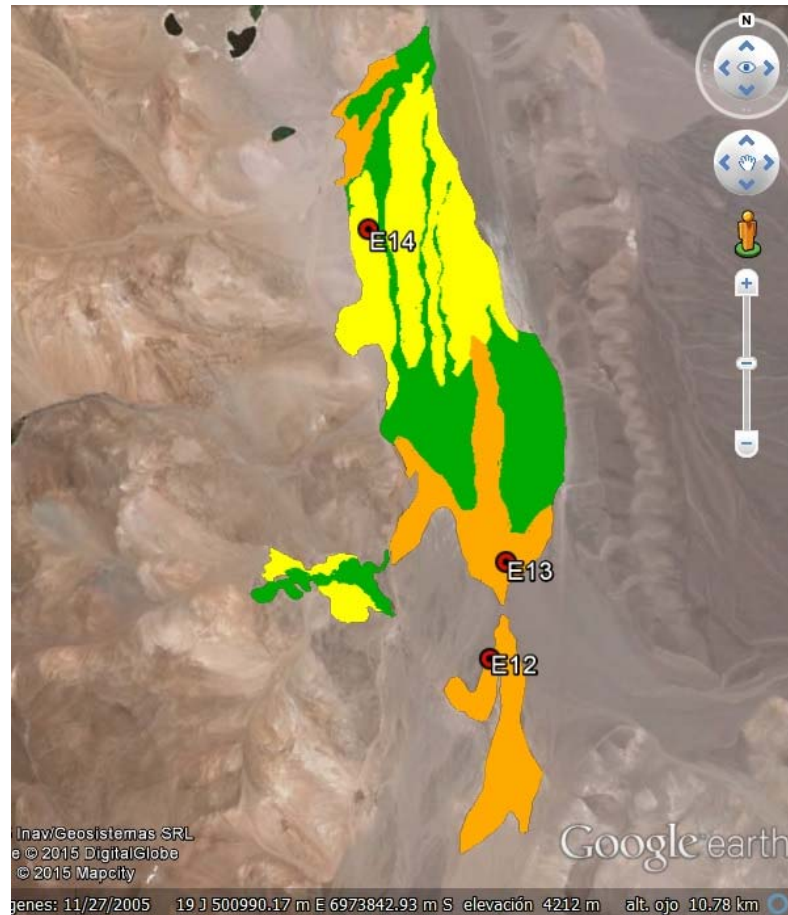 N
E14
E13
E12
Inav/Geosistemas SRL
e © 2015 DigitalGlobe
© 2015 Mapcity
Google earth
genes: 11/27/2005 19 J 500990.17 m E 6973842.93 m S elevación 4212 m alt. ojo 10.78 km